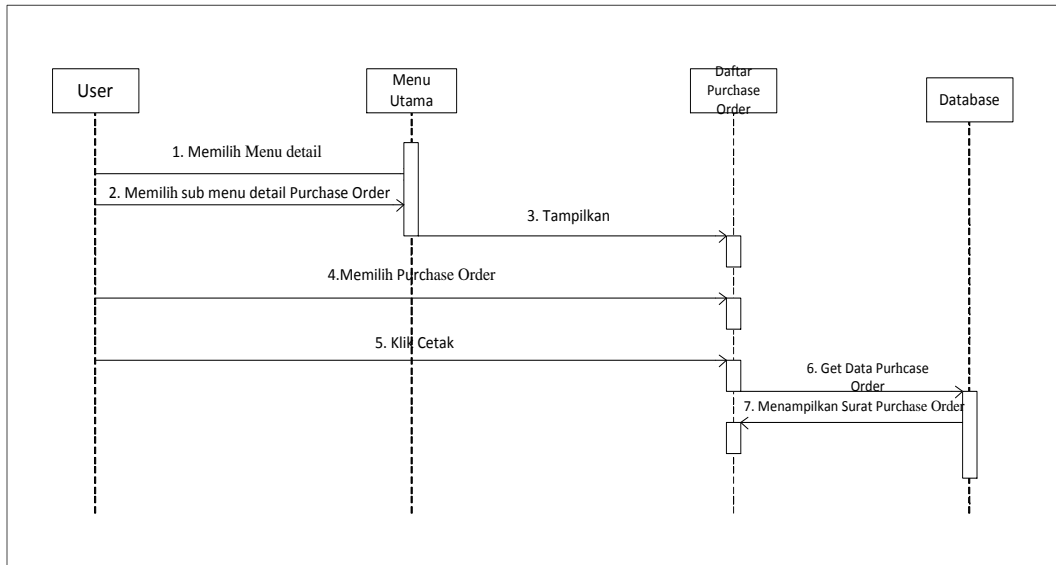 User
Menu
Utama
Daftar
Purchase
Order
Database
1. Memilih Menu detail
2. Memilih sub menu detail Purchase Order
3. Tampilkan
4.Memilih Purchase Order
5. Klik Cetak
6. Get Data Purhcase
Order
7. Menampilkan Surat Purchase Order